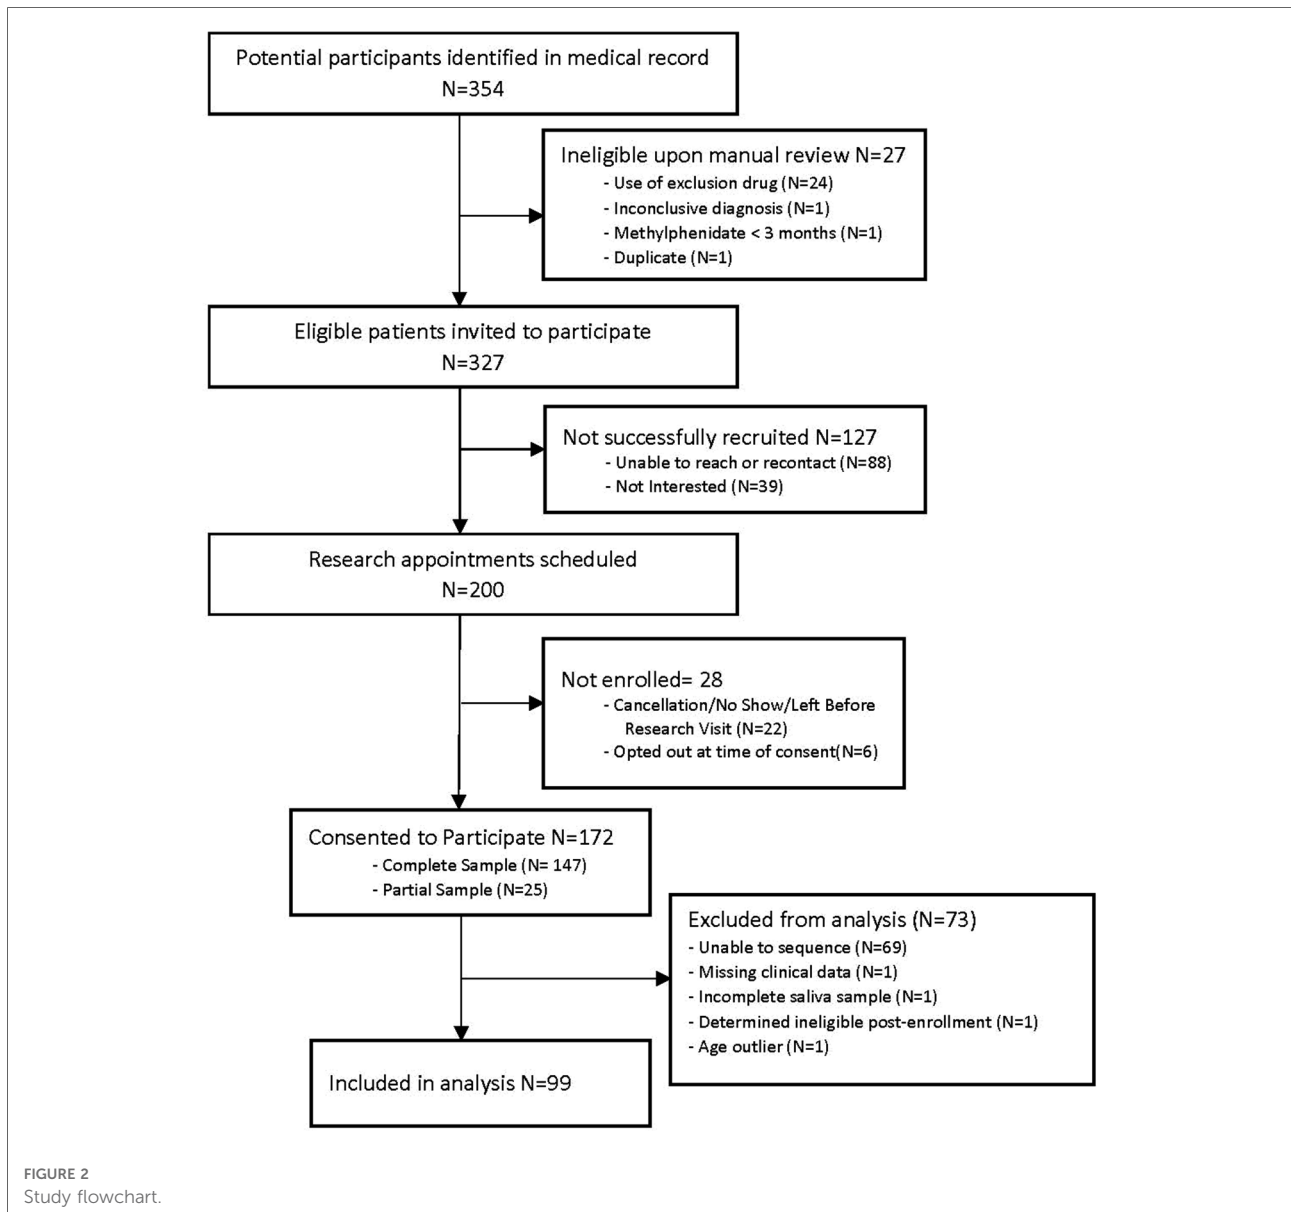 Potential participants identified in medical record
N=354
Ineligible upon manual review N=27
- Use of exclusion drug (N=24)
- Inconclusive diagnosis (N=1)
- Methylphenidate < 3 months (N=1)
- Duplicate (N=1)
Eligible patients invited to participate
N=327
Not successfully recruited N=127
- Unable to reach or recontact (N=88)
- Not Interested (N=39)
Research appointments scheduled
N=200
Not enrolled= 28
- Cancellation/No Show/Left Before
Research Visit (N=22)
- Opted out at time of consent(N=6)
Consented to Participate N=172
- Complete Sample (N= 147)
- Partial Sample (N=25)
Excluded from analysis (N=73)
- Unable to sequence (N=69)
- Missing clinical data (N=1)
- Incomplete saliva sample (N=1)
- Determined ineligible post-enrollment (N=1)
- Age outlier (N=1)
Included in analysis N=99
FIGURE 2
Study flowchart.